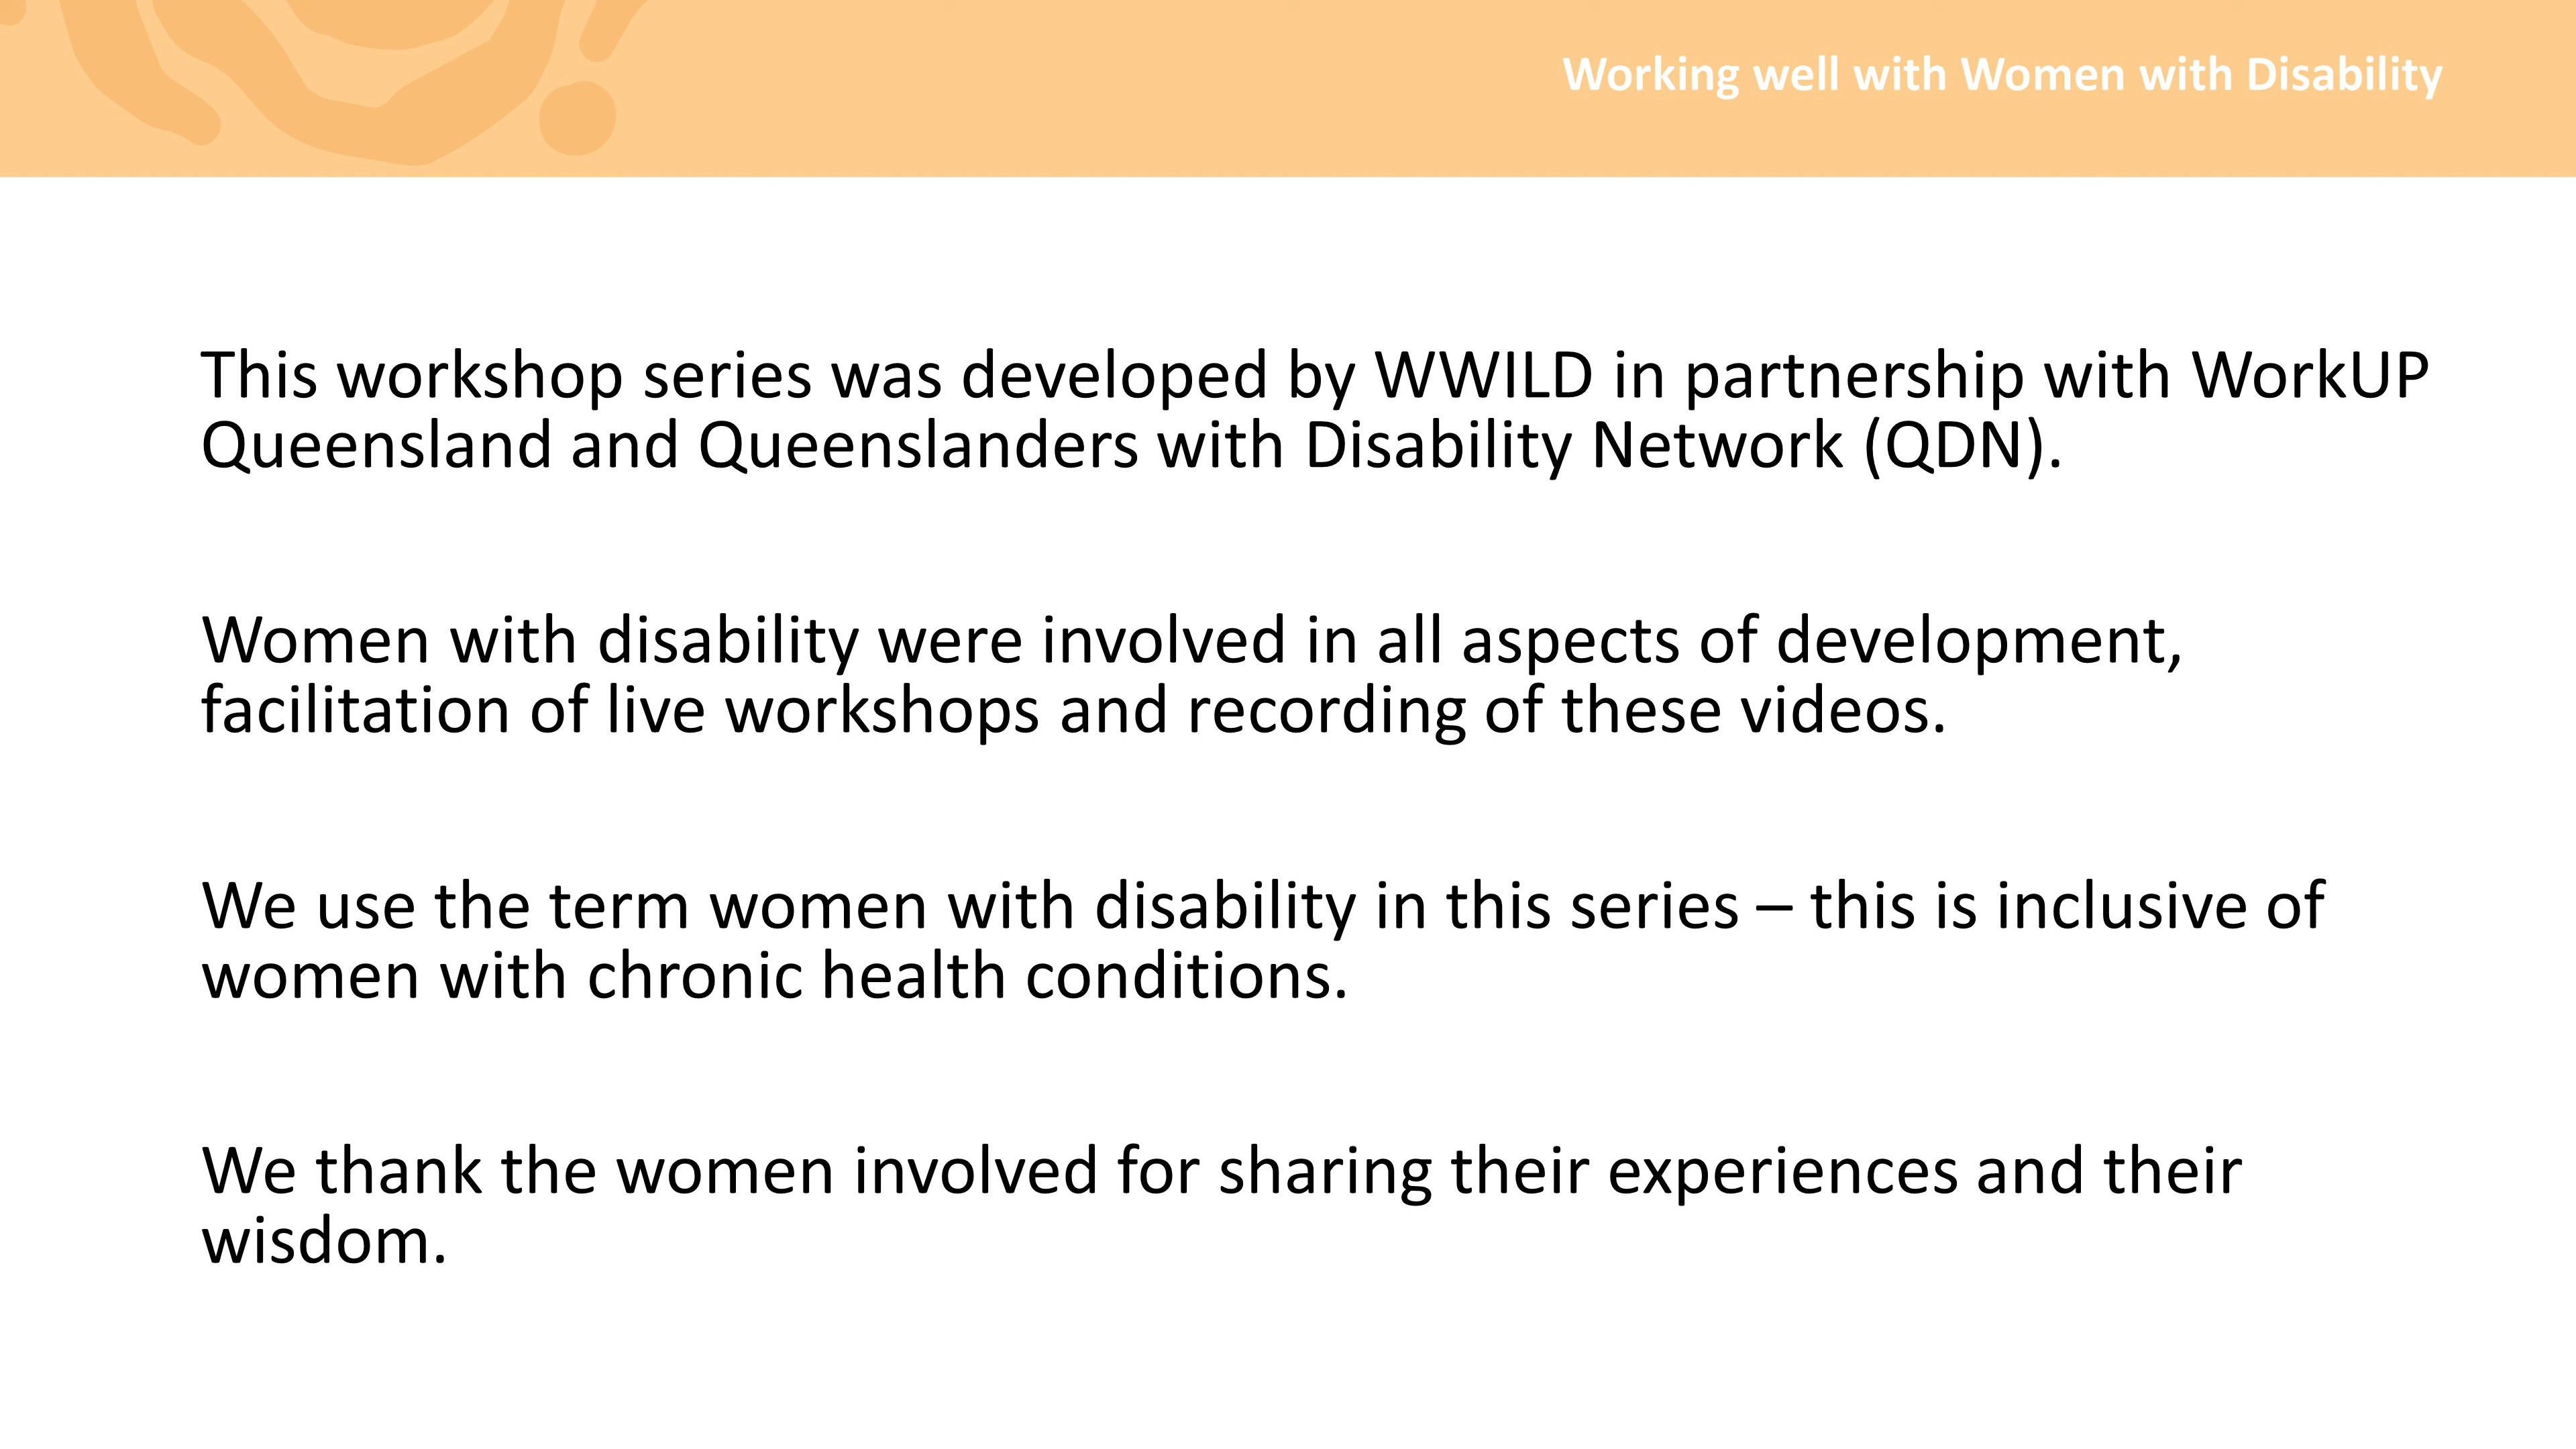 Working well with Women with Disability
This workshop series was developed by WWILD in partnership with WorkUP
Queensland and Queenslanders with Disability Network (QDN).
Women with disability were involved in all aspects of development,
facilitation of live workshops and recording of these videos.
We use the term women with disability in this series – this is inclusive of
women with chronic health conditions.
We thank the women involved for sharing their experiences and their
wisdom.